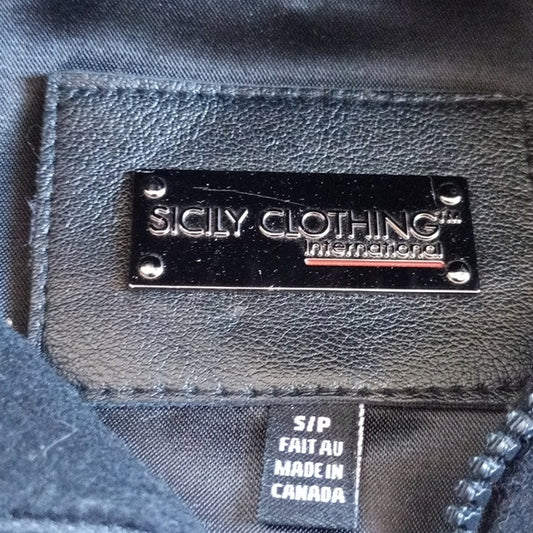 SICILY CLOTHING™
International
S/P
FAIT AU
MADE IN
CANADA